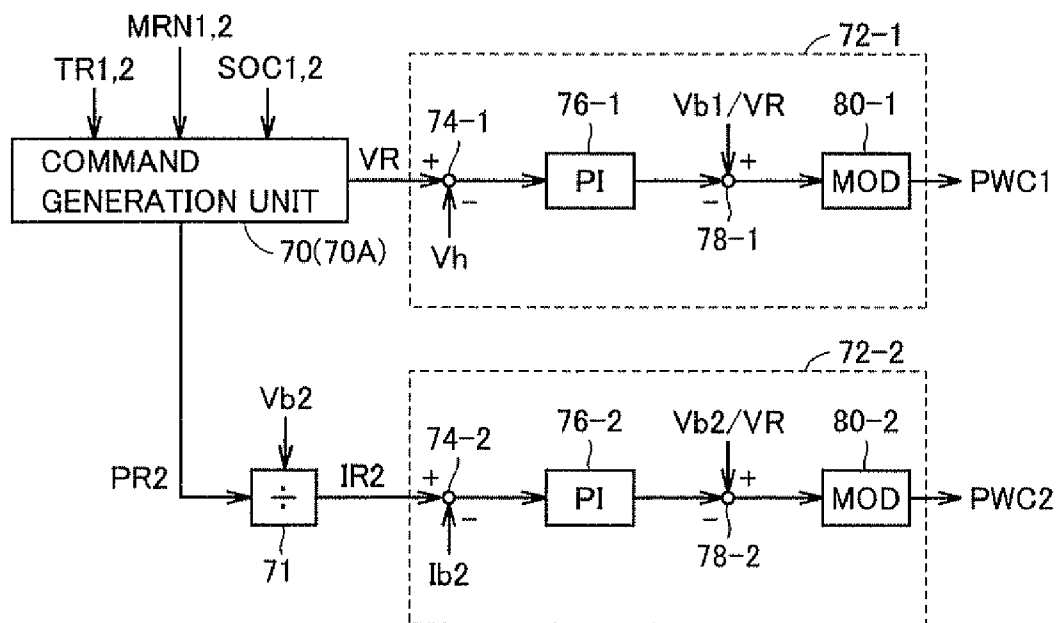 MRN1,2
TR1,2
SOC1,2
COMMAND
GENERATION UNIT
70(70A)
VR
+
-
74-1
Vh
76-1
PI
Vb1/VR
+
-
78-1
80-1
MOD
72-1
PWC1
PR2
Vb2
÷
71
IR2
+
-
74-2
Ib2
76-2
PI
Vb2/VR
+
-
78-2
80-2
MOD
72-2
PWC2